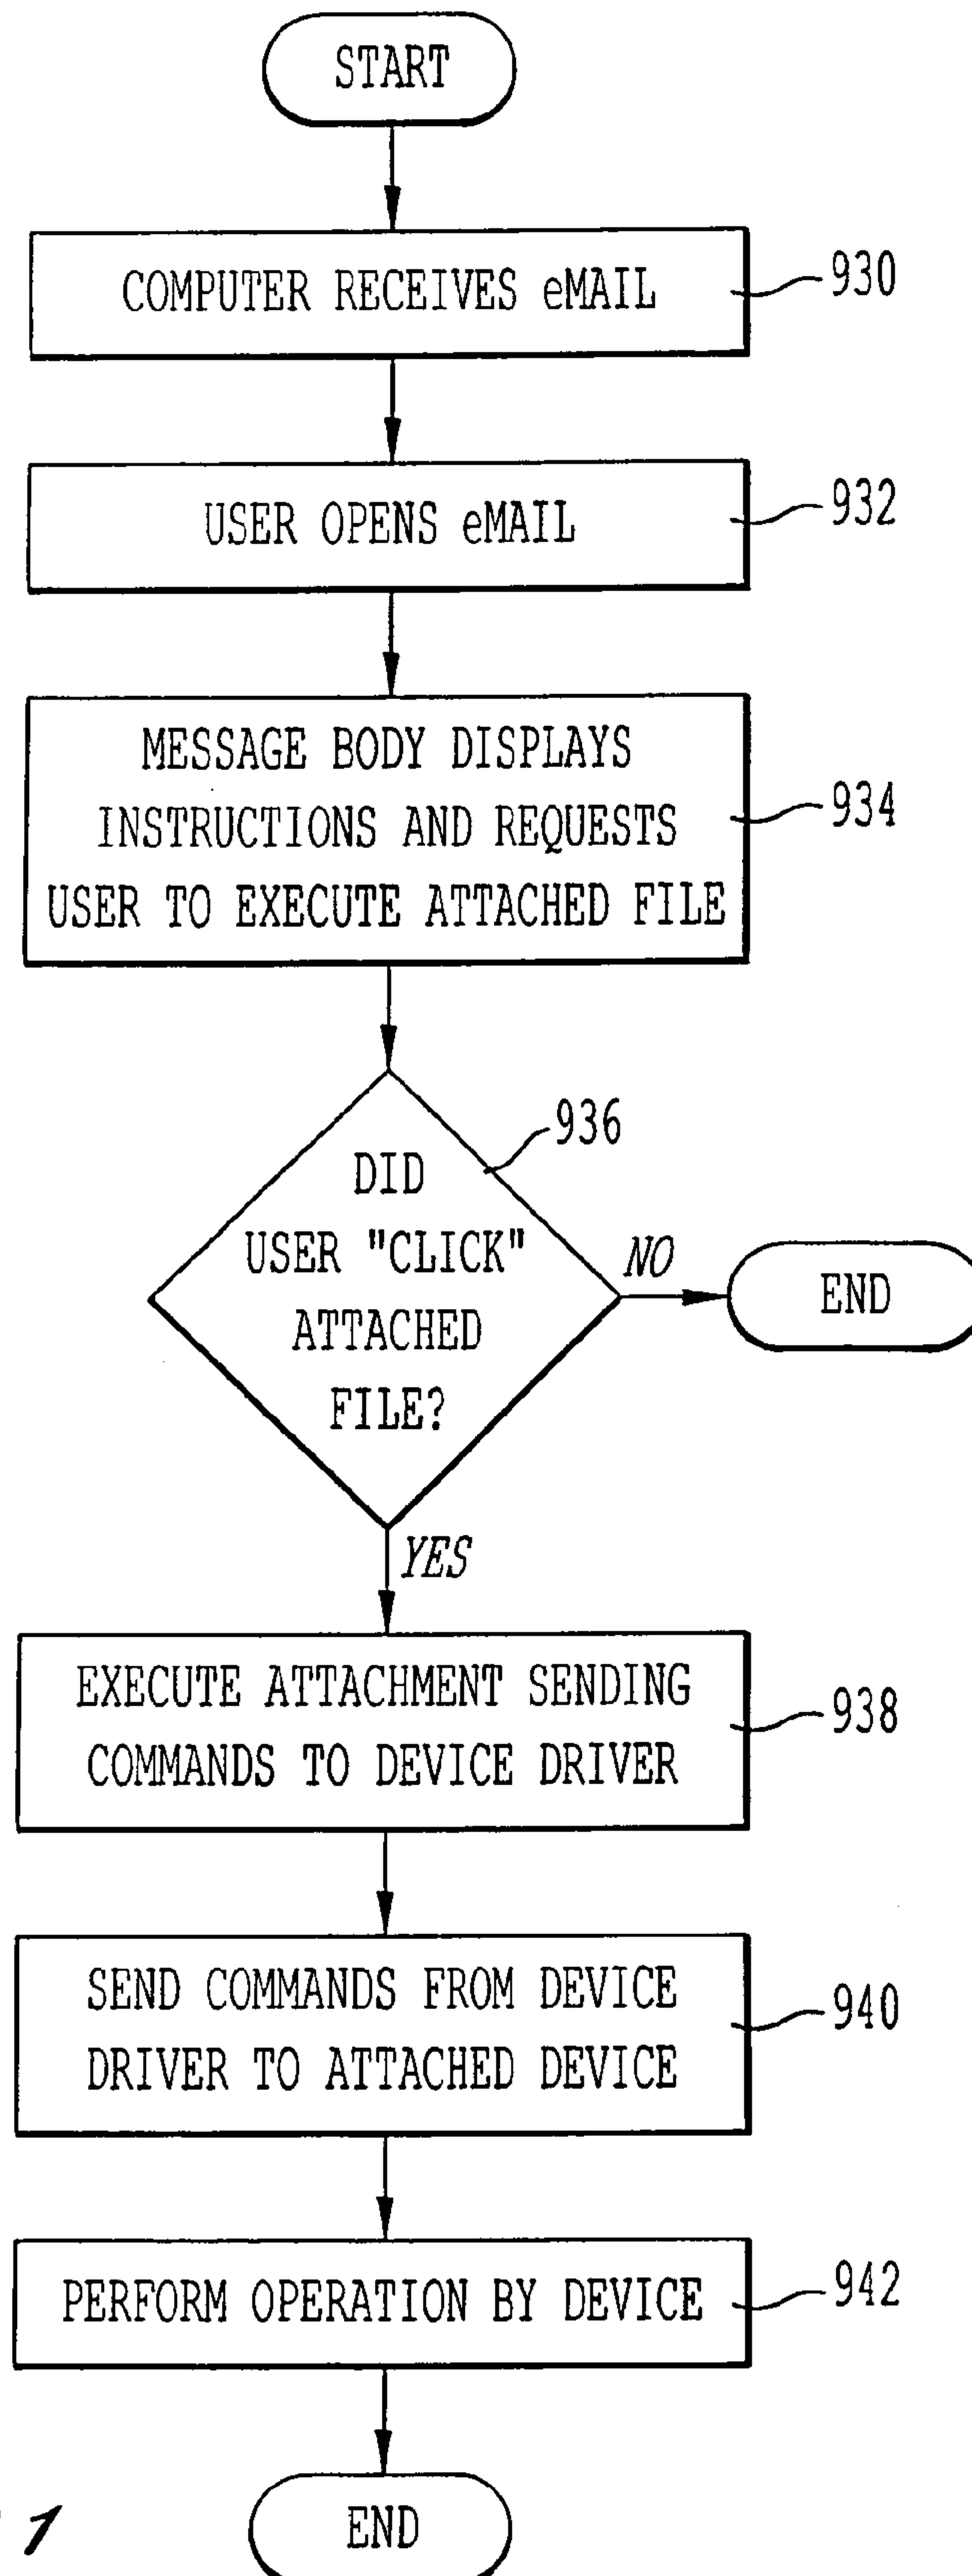 START
COMPUTER RECEIVES eMAIL
930
USER OPENS eMAIL
932
MESSAGE BODY DISPLAYS
INSTRUCTIONS AND REQUESTS
USER TO EXECUTE ATTACHED FILE
934
936
DID
USER "CLICK"
ATTACHED
FILE?
NO
END
YES
EXECUTE ATTACHMENT SENDING
COMMANDS TO DEVICE DRIVER
938
SEND COMMANDS FROM DEVICE
DRIVER TO ATTACHED DEVICE
940
PERFORM OPERATION BY DEVICE
942
END
1